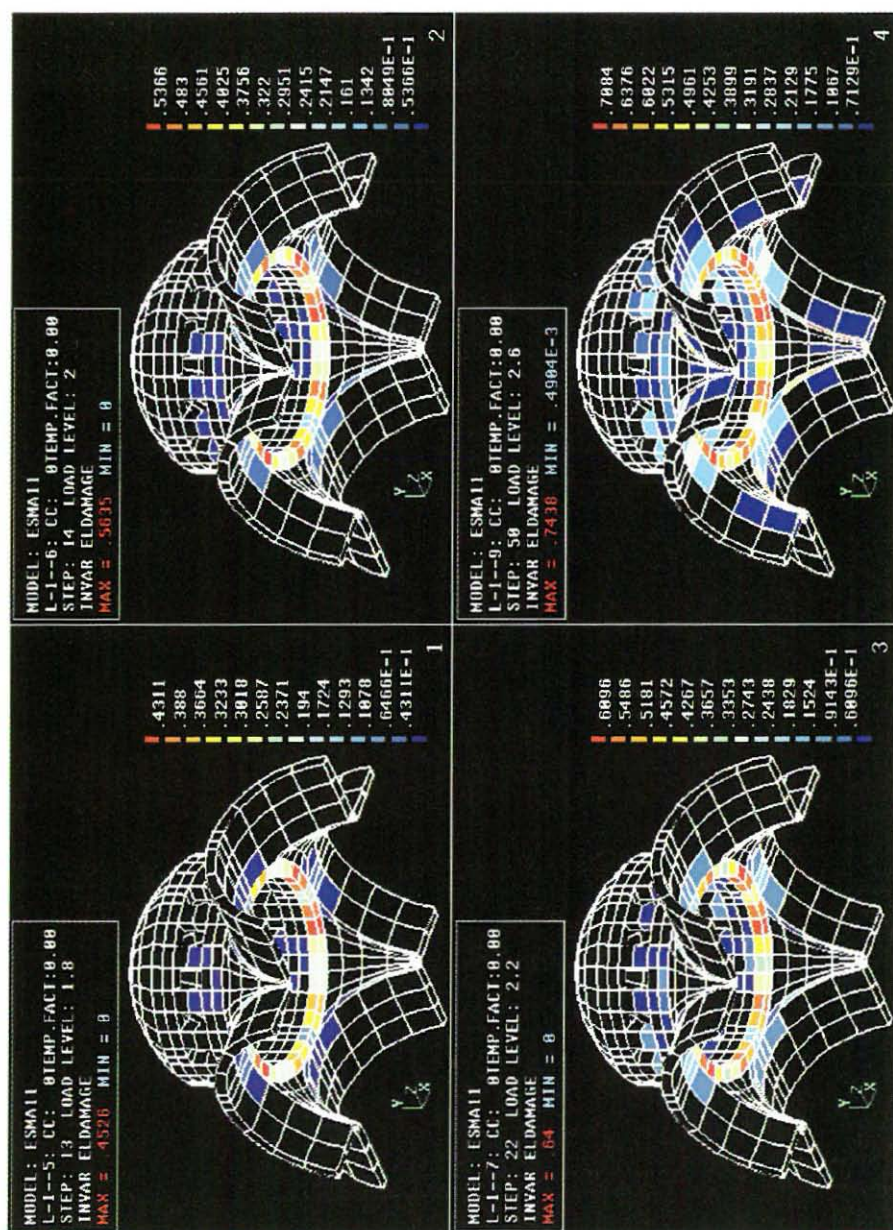 MODEL: ESMA11
L-1--5: CC: 0TEMP.FACT:0.00
STEP: 13 LOAD LEVEL: 1.8
INVAR ELDAMAGE
MAX = .4526 MIN = 0
.4311
.388
.3664
.3233
.3018
.2587
.2371
.194
.1724
.1293
.1078
.6466E-1
.4311E-1
Y
Z
X
1
MODEL: ESMA11
L-1--6: CC: 0TEMP.FACT:0.00
STEP: 14 LOAD LEVEL: 2
INVAR ELDAMAGE
MAX = .5635 MIN = 0
.5366
.483
.4561
.4025
.3756
.322
.2951
.2415
.2147
.161
.1342
.8049E-1
.5366E-1
Y
Z
X
2
MODEL: ESMA11
L-1--7: CC: 0TEMP.FACT:0.00
STEP: 22 LOAD LEVEL: 2.2
INVAR ELDAMAGE
MAX = .64 MIN = 0
.6096
.5486
.5181
.4572
.4267
.3657
.3353
.2743
.2438
.1829
.1524
.9143E-1
.6096E-1
Y
Z
X
3
MODEL: ESMA11
L-1--9: CC: 0TEMP.FACT:0.00
STEP: 50 LOAD LEVEL: 2.6
INVAR ELDAMAGE
MAX = .7438 MIN = .4904E-3
.7084
.6376
.6022
.5315
.4961
.4253
.3899
.3191
.2837
.2129
.1775
.1067
.7129E-1
Y
Z
X
4